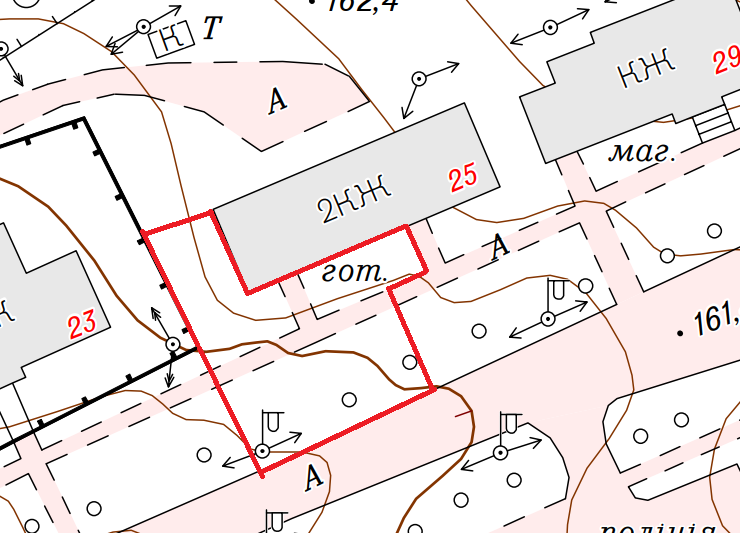 162,4
К
Т
А
КЖ
29
маг.
2КЖ
25
А
гот.
23
161,
А
поліція